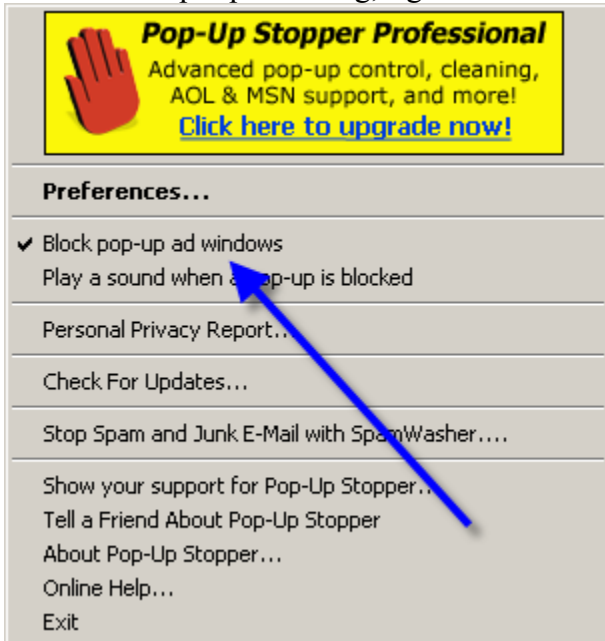 Pop-Up Stopper Professional
Advanced pop-up control, cleaning,
AOL & MSN support, and more!
Click here to upgrade now!
Preferences...
Block pop-up ad windows
Play a sound when a pop-up is blocked
Personal Privacy Report...
Check For Updates...
Stop Spam and Junk E-Mail with SpamWasher....
Show your support for Pop-Up Stopper...
Tell a Friend About Pop-Up Stopper
About Pop-Up Stopper...
Online Help...
Exit